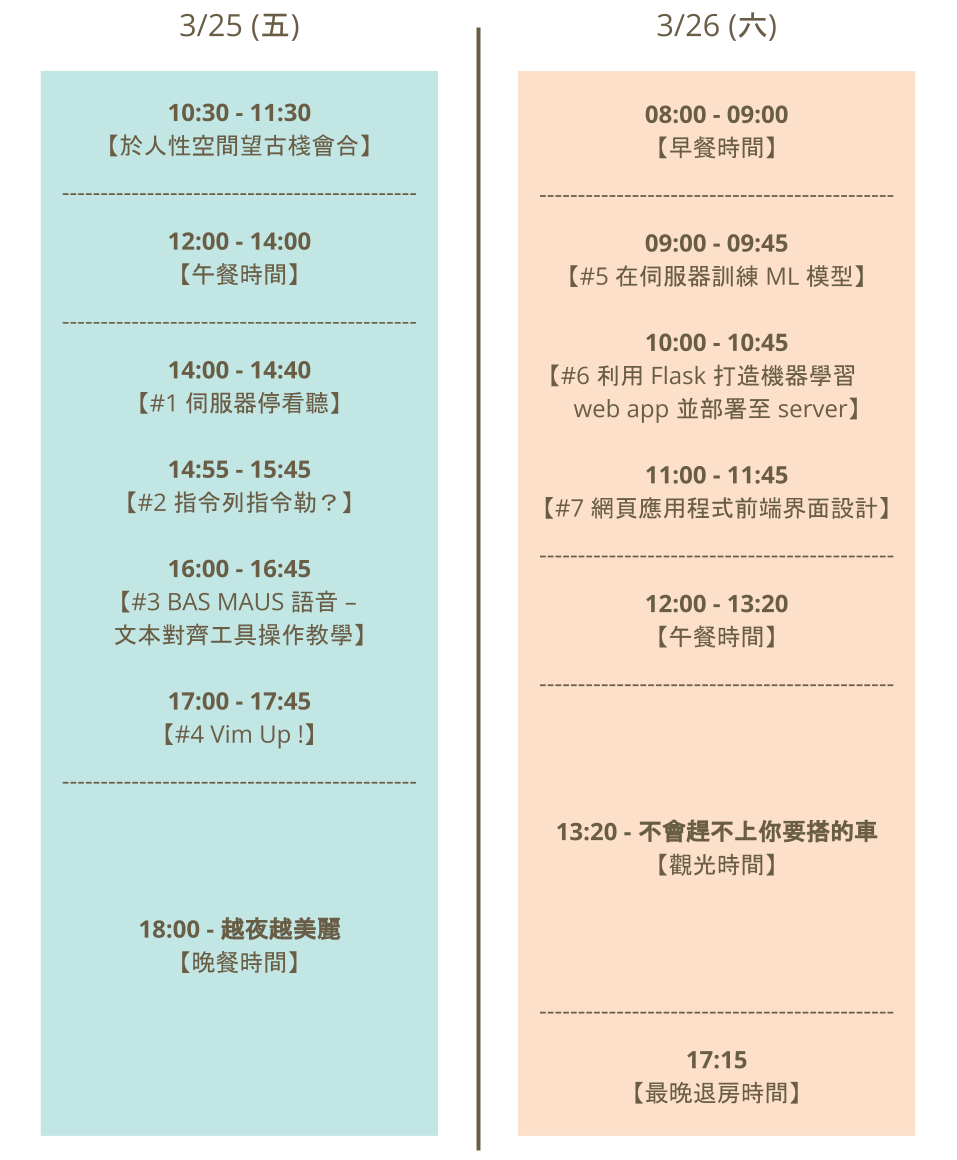 3/25 (五)
10:30 - 11:30
【於人性空間望古棧會合】
----------------------------------------------
12:00 - 14:00
【午餐時間】
----------------------------------------------
14:00 - 14:40
【#1 伺服器停看聽】
14:55 - 15:45
【#2 指令列指令勒？】
16:00 - 16:45
【#3 BAS MAUS 語音 –
文本對齊工具操作教學】
17:00 - 17:45
【#4 Vim Up !】
----------------------------------------------
18:00 - 越夜越美麗
【晚餐時間】
3/26 (六)
08:00 - 09:00
【早餐時間】
----------------------------------------------
09:00 - 09:45
【#5 在伺服器訓練 ML 模型】
10:00 - 10:45
【#6 利用 Flask 打造機器學習
web app 並部署至 server】
11:00 - 11:45
【#7 網頁應用程式前端界面設計】
----------------------------------------------
12:00 - 13:20
【午餐時間】
----------------------------------------------
13:20 - 不會趕不上你要搭的車
【觀光時間】
----------------------------------------------
17:15
【最晚退房時間】